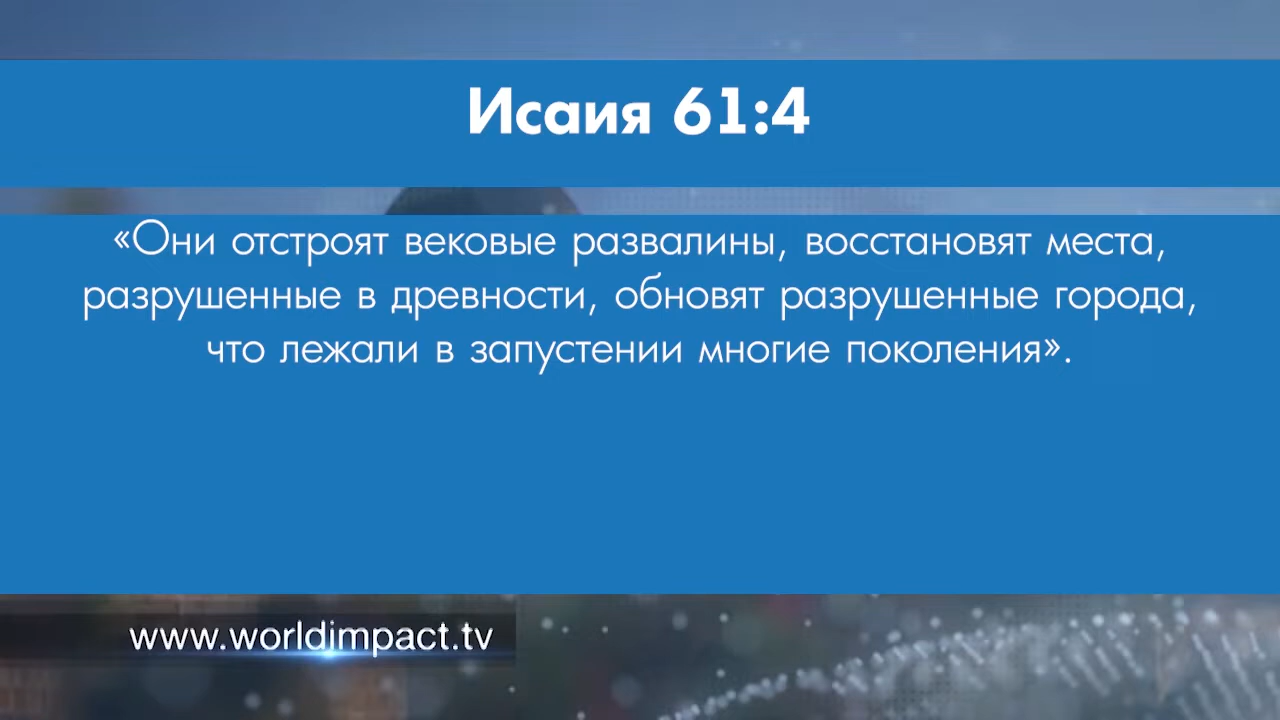 Исаия 61:4
«Они отстроят вековые развалины, восстановят места,
разрушенные в древности, обновят разрушенные города,
что лежали в запустении многие поколения».
www.worldimpact.tv